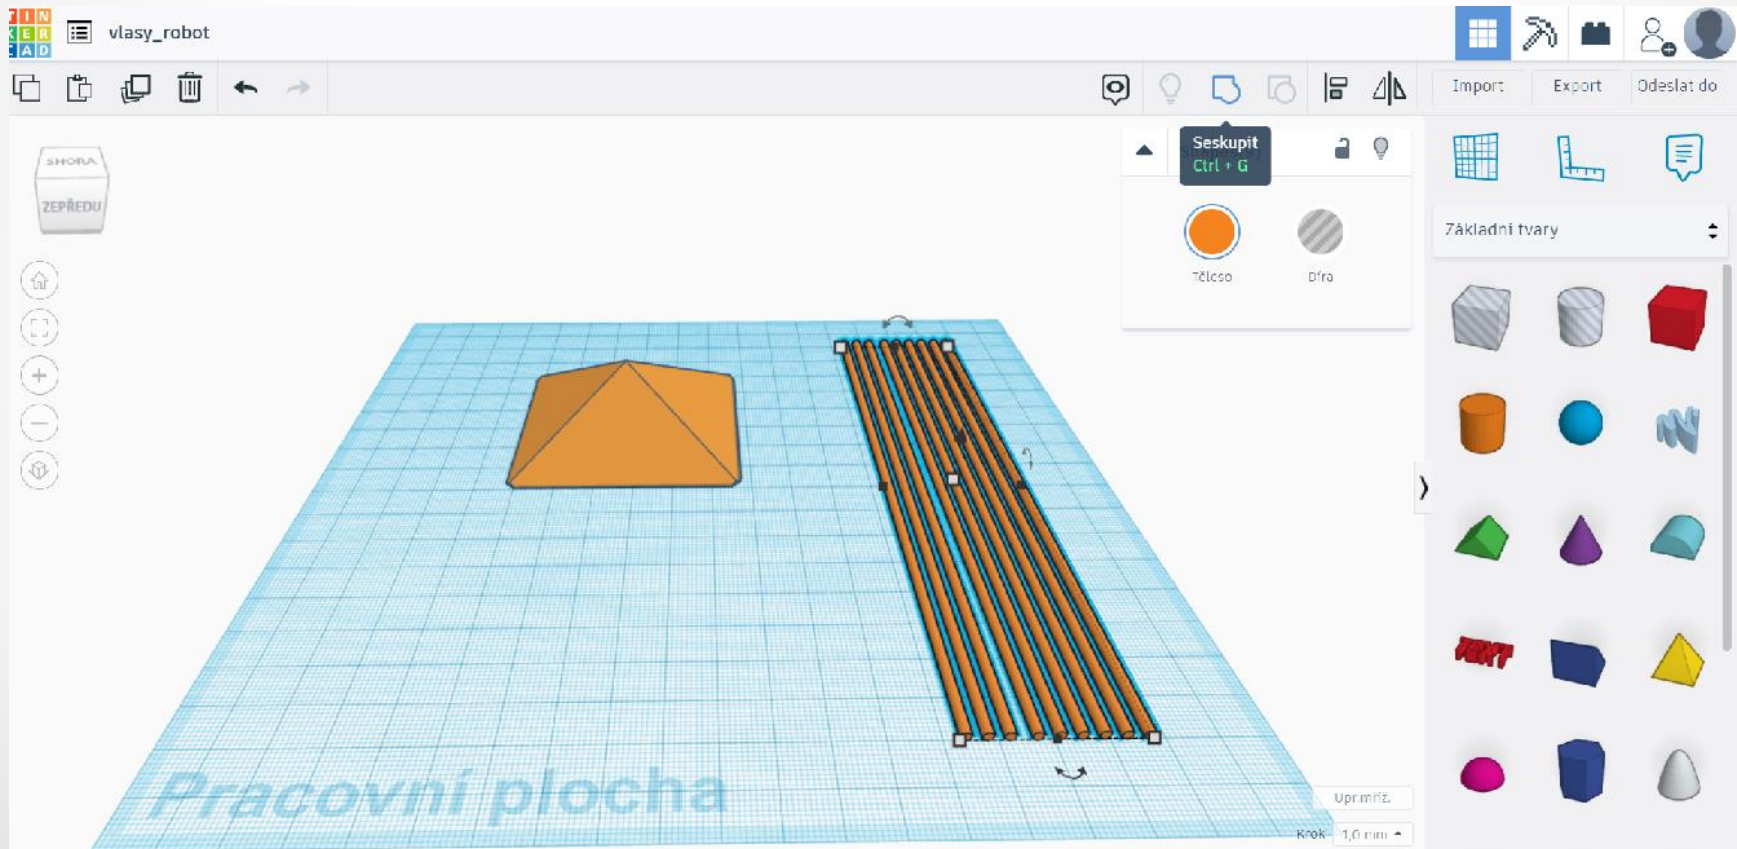 TIN
KER
CAD
vlasy_robot
Import
Export
Odeslat do
Seskupit
Ctrl + G
SHORA
ZEPŘEDU
Těleso
Díra
Základní tvary
TEXT
Pracovní plocha
Upr.mříž.
Krok
1,0 mm